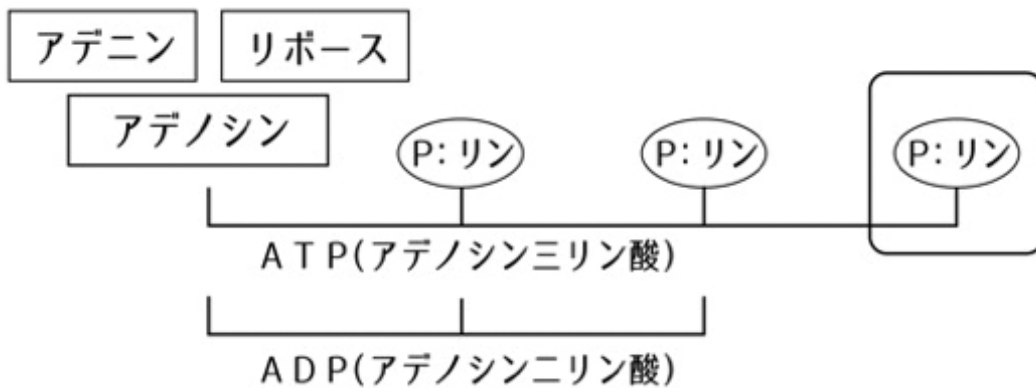 アデニン リボース
アデノシン
P:リン P:リン P:リン
ATP(アデノシン三リン酸)
ADP(アデノシン二リン酸)